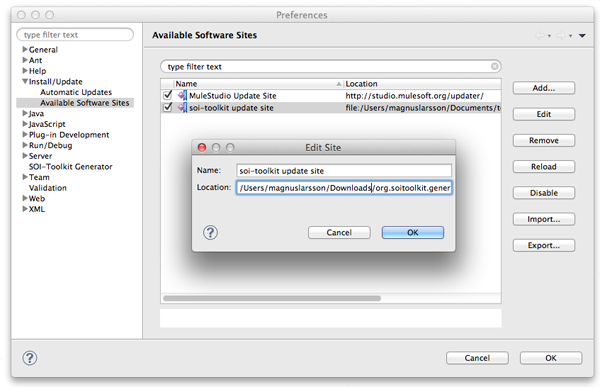 Preferences
type filter text
Available Software Sites
General
Ant
Help
Install/Update
Automatic Updates
Available Software Sites
Java
JavaScript
Plug-in Development
Run/Debug
Server
SOI-Toolkit Generator
Team
Validation
Web
XML
type filter text
Name
Location
MuleStudio Update Site
http://studio.mulesoft.org/updater/
soi-toolkit update site
file:/Users/magnuslarsson/Documents/t
Add...
Edit
Remove
Reload
Disable
Import...
Export...
Edit Site
Name:
soi-toolkit update site
Location:
/Users/magnuslarsson/Downloads/org.soitoolkit.gener
?
Cancel
OK
?
Cancel
OK